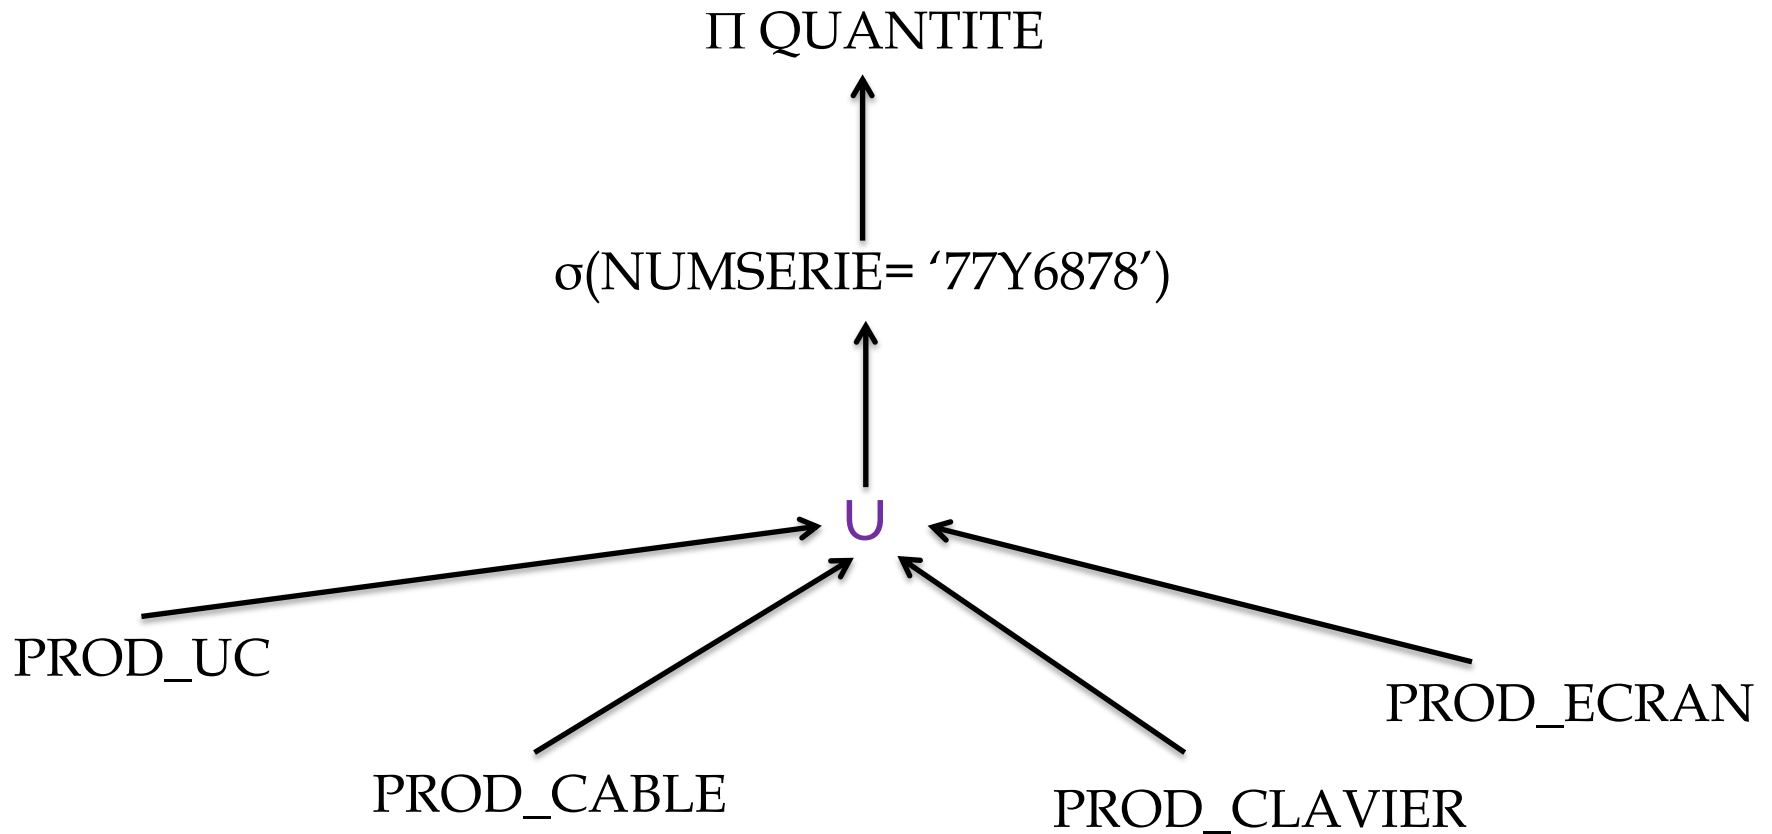 Π QUANTITE
σ(NUMSERIE= ‘77Y6878’)
∪
PROD_UC
PROD_ECRAN
PROD_CABLE
PROD_CLAVIER